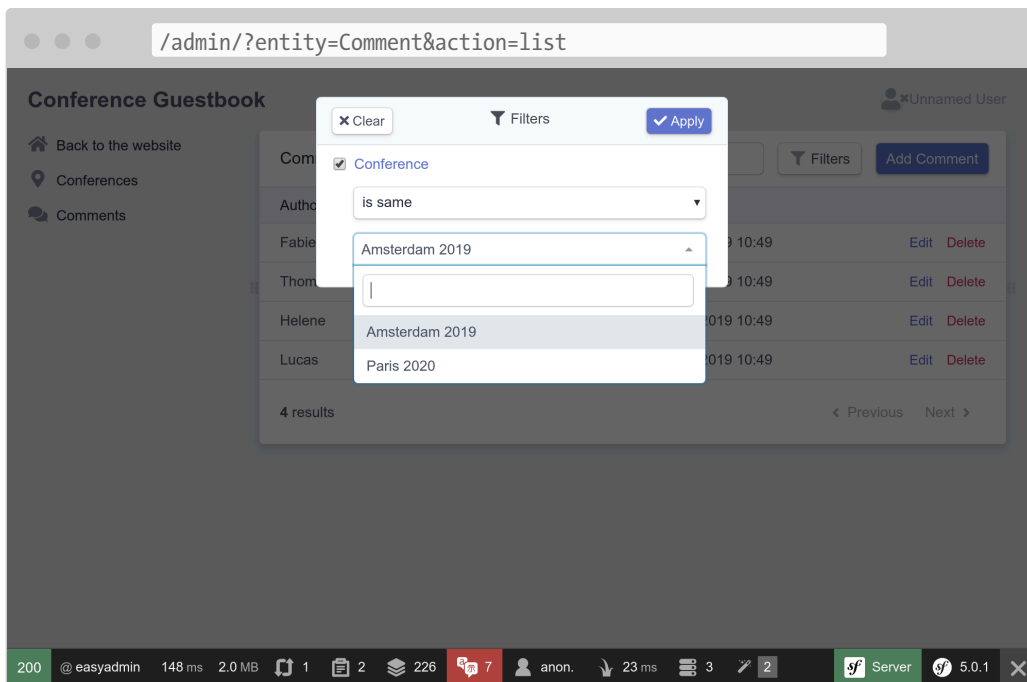 /admin/?entity=Comment&action=list
Conference Guestbook
Unnamed User
Back to the website
Conferences
Comments
Clear
Filters
Apply
Conference
is same
Amsterdam 2019
Amsterdam 2019
Paris 2020
Com
Filters
Add Comment
Autho
Fabie
9 10:49
Edit Delete
Thom
9 10:49
Edit Delete
Helene
2019 10:49
Edit Delete
Lucas
2019 10:49
Edit Delete
4 results
Previous Next
200 @ easyadmin 148 ms 2.0 MB 1 2 226 7 anon. 23 ms 3 2 sf Server sf 5.0.1